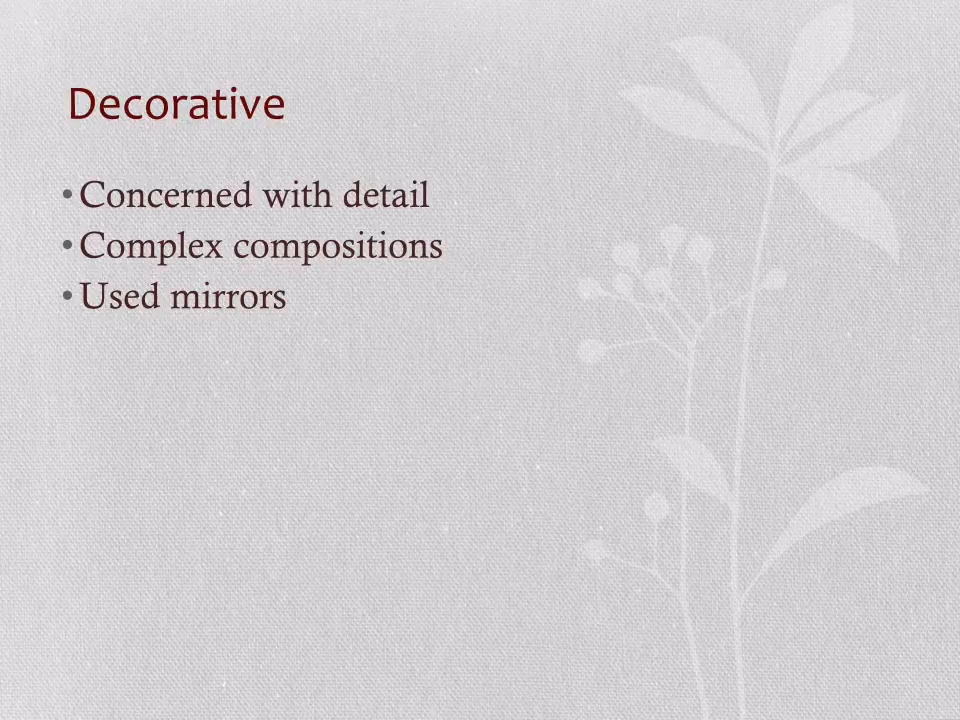 Decorative
• Concerned with detail
• Complex compositions
• Used mirrors